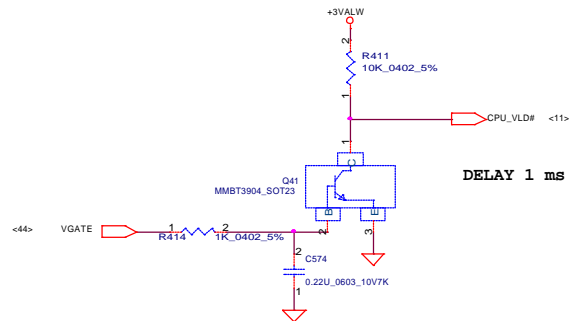 +3VALW
2
R411
10K_0402_5%
1
CPU_VLD# <11>
1
C
Q41
MMBT3904_SOT23
DELAY 1 ms
B
E
<44> VGATE
1
2
2
3
R414
1K_0402_5%
2
C574
0.22U_0603_10V7K
1